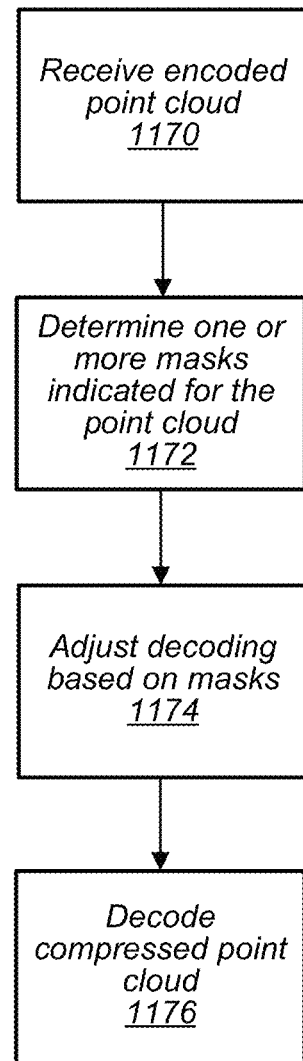 Receive encoded
point cloud
1170
Determine one or
more masks
indicated for the
point cloud
1172
Adjust decoding
based on masks
1174
Decode
compressed point
cloud
1176